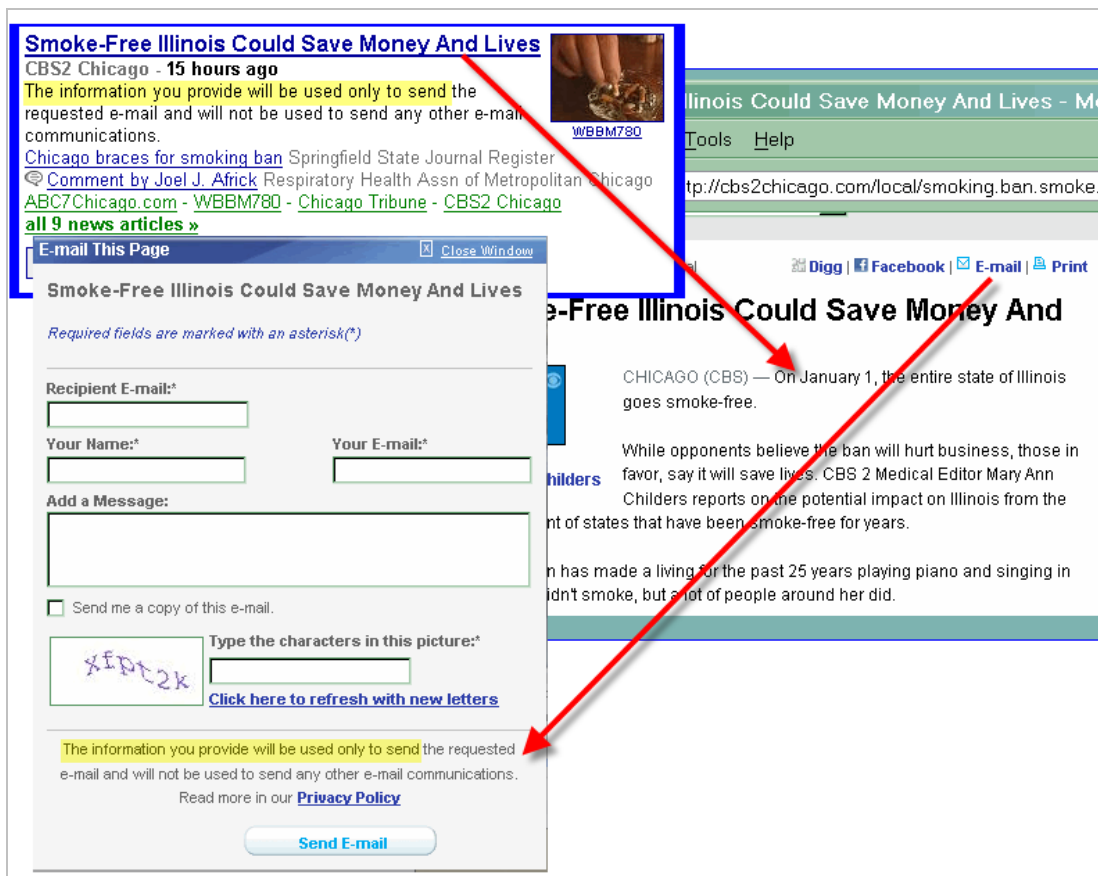 Smoke-Free Illinois Could Save Money And Lives
CBS2 Chicago - 15 hours ago
The information you provide will be used only to send the
requested e-mail and will not be used to send any other e-mail
communications.
WBBM780
Chicago braces for smoking ban Springfield State Journal Register
Comment by Joel J. Africk Respiratory Health Assn of Metropolitan Chicago
ABC7Chicago.com - WBBM780 - Chicago Tribune - CBS2 Chicago
all 9 news articles »
E-mail This Page
Close Window
Smoke-Free Illinois Could Save Money And Lives
Required fields are marked with an asterisk(*)
Recipient E-mail:*
Your Name:*
Your E-mail:*
Add a Message:
Send me a copy of this e-mail.
Type the characters in this picture:*
xfpt2k
Click here to refresh with new letters
The information you provide will be used only to send the requested
e-mail and will not be used to send any other e-mail communications.
Read more in our Privacy Policy
Send E-mail
llinois Could Save Money And Lives - M
Tools Help
tp://cbs2chicago.com/local/smoking.ban.smoke.
Digg | Facebook | E-mail | Print
e-Free Illinois Could Save Money And
CHICAGO (CBS) — On January 1, the entire state of Illinois
goes smoke-free.
While opponents believe the ban will hurt business, those in
favor, say it will save lives. CBS 2 Medical Editor Mary Ann
Childers reports on the potential impact on Illinois from the
hilders
nt of states that have been smoke-free for years.
n has made a living for the past 25 years playing piano and singing in
idn't smoke, but a lot of people around her did.